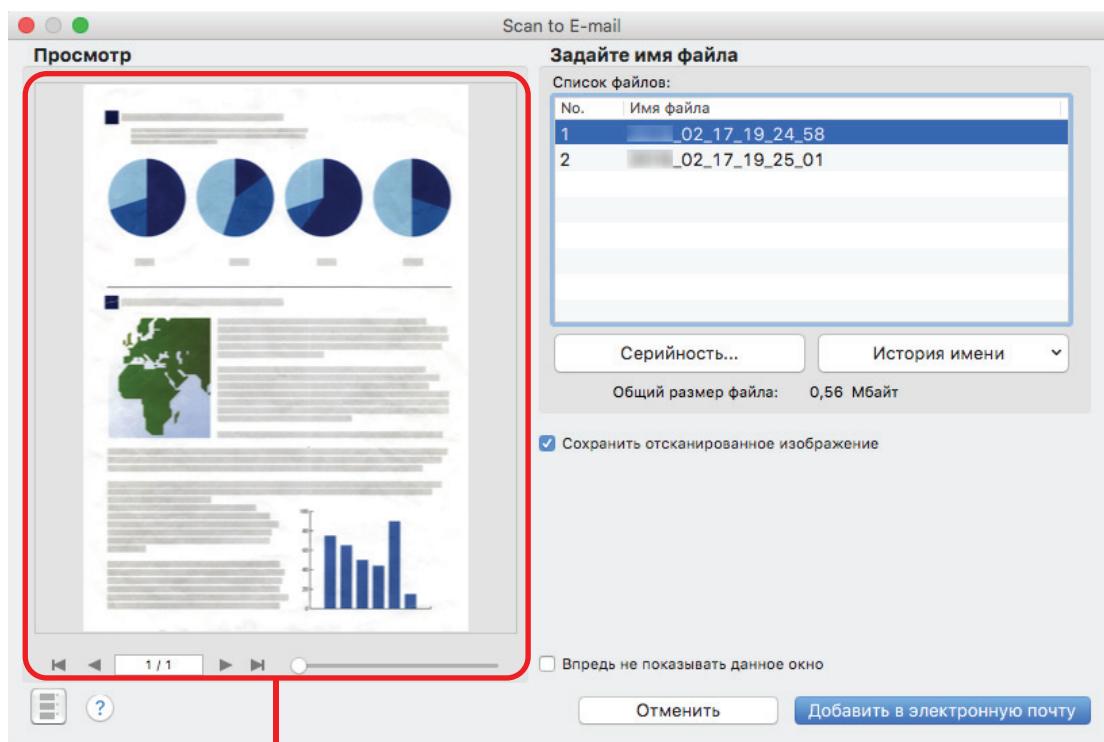 Scan to E-mail
Просмотр
1 / 1
?
Задайте имя файла
Список файлов:
No. Имя файла
1 _02_17_19_24_58
2 _02_17_19_25_01
Серийность... История имени
Общий размер файла: 0,56 Мбайт
Сохранить отсканированное изображение
Впредь не показывать данное окно
Отменить Добавить в электронную почту